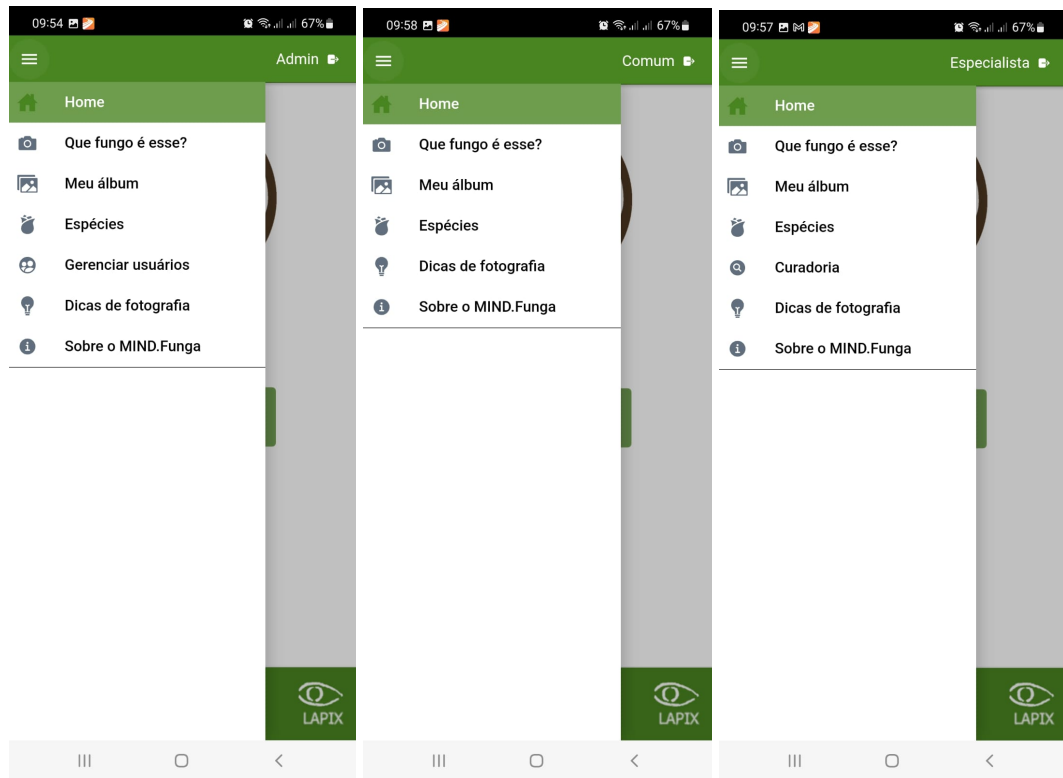 09:54 67%
Admin
Home
Que fungo é esse?
Meu álbum
Espécies
Gerenciar usuários
Dicas de fotografia
Sobre o MIND.Funga
LAPIX
09:58 67%
Comum
Home
Que fungo é esse?
Meu álbum
Espécies
Dicas de fotografia
Sobre o MIND.Funga
LAPIX
09:57 67%
Especialista
Home
Que fungo é esse?
Meu álbum
Espécies
Curadoria
Dicas de fotografia
Sobre o MIND.Funga
LAPIX